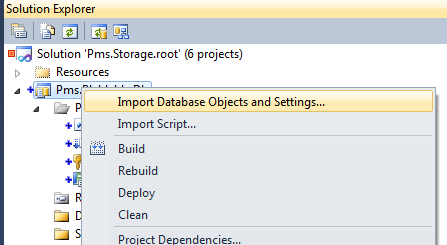 Solution Explorer
Solution 'Pms.Storage.root' (6 projects)
Resources
Import Database Objects and Settings...
Import Script...
Build
Rebuild
Deploy
Clean
Project Dependencies...